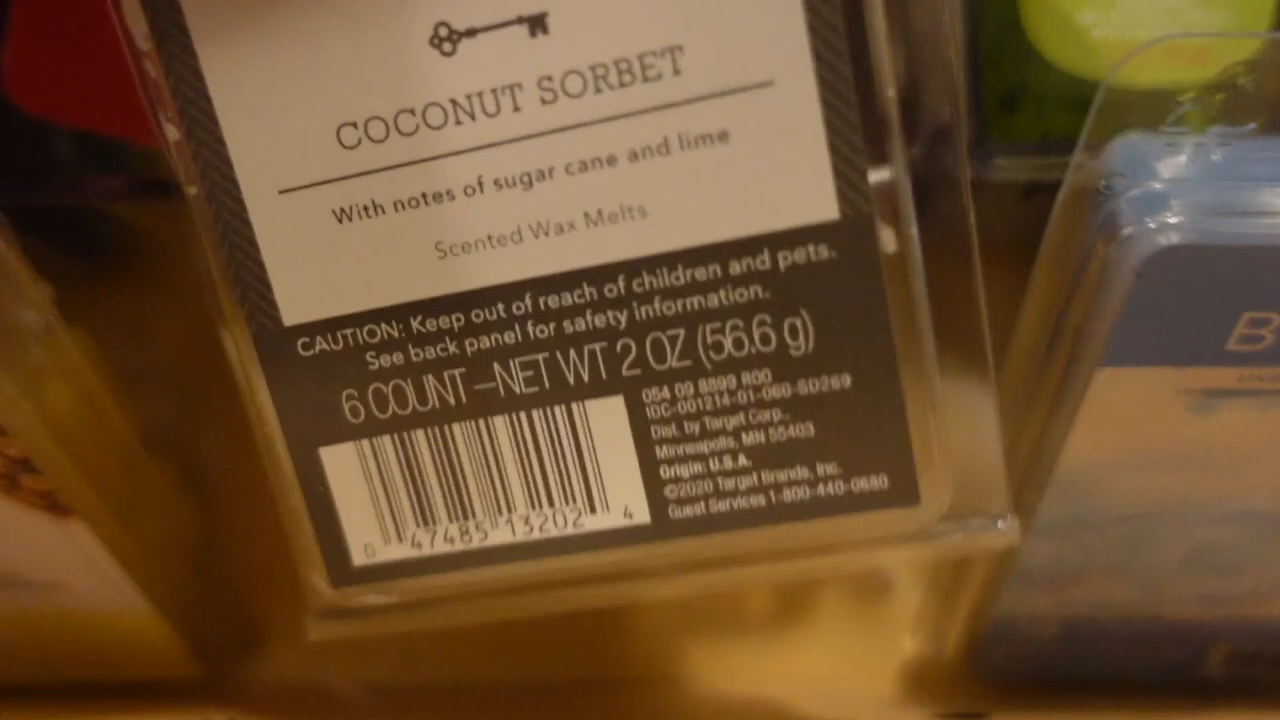 COCONUT SORBET
With notes of sugar cane and lime
Scented Wax Melts
CAUTION: Keep out of reach of children and pets.
See back panel for safety information.
6 COUNT–NET WT 2 OZ (56.6 g)
054 09 8899 R00
IDC-001214-01-060-SD269
Dist. by Target Corp.,
Minneapolis, MN 55403
Origin: U.S.A.
©2020 Target Brands, Inc.
Guest Services 1-800-440-0680
0 47485 13202 4
B